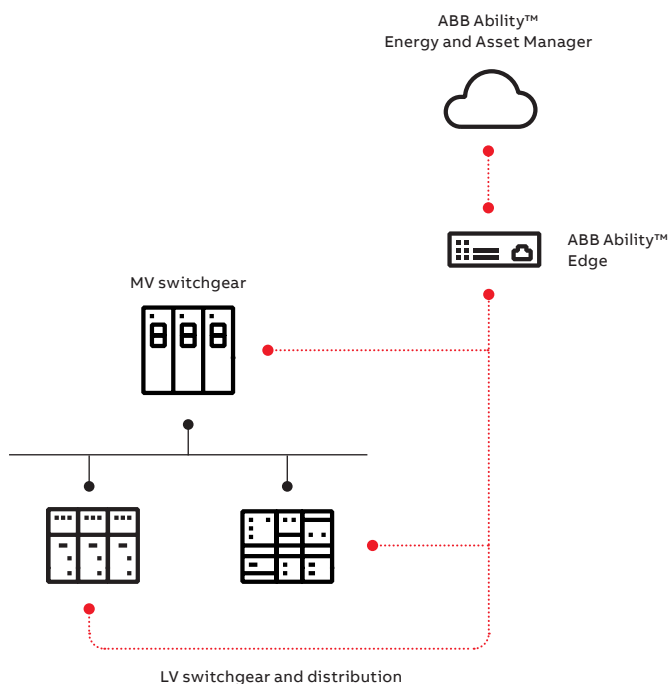 ABB Ability™
Energy and Asset Manager
ABB Ability™
Edge
MV switchgear
LV switchgear and distribution